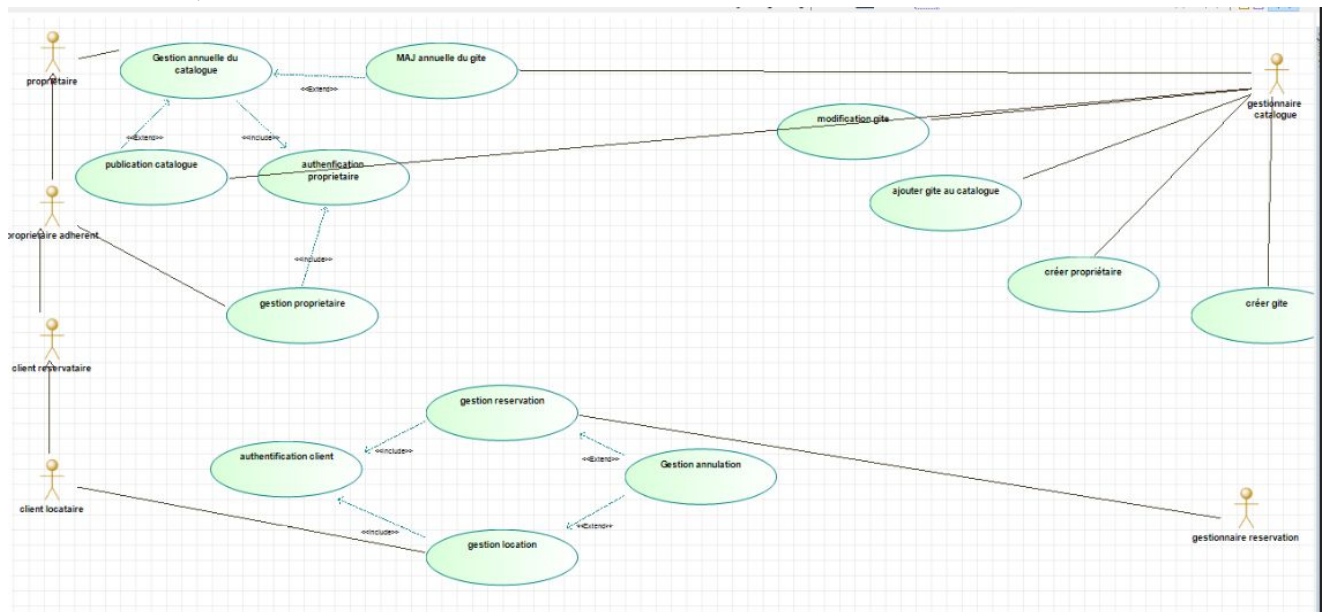 Gestion annuelle du
catalogue
MAJ annuelle du gite
propriétaire
<<Extend>>
gestionnaire
catalogue
modification gite
<<Extend>>
<<Include>>
publication catalogue
authenfication
proprietaire
ajouter gite au catalogue
proprietaire adherent
<<Include>>
créer propriétaire
gestion proprietaire
créer gite
client reservataire
gestion reservation
<<Include>>
authentification client
<<Extend>>
Gestion annulation
client locataire
<<Include>>
<<Extend>>
gestion location
gestionnaire reservation